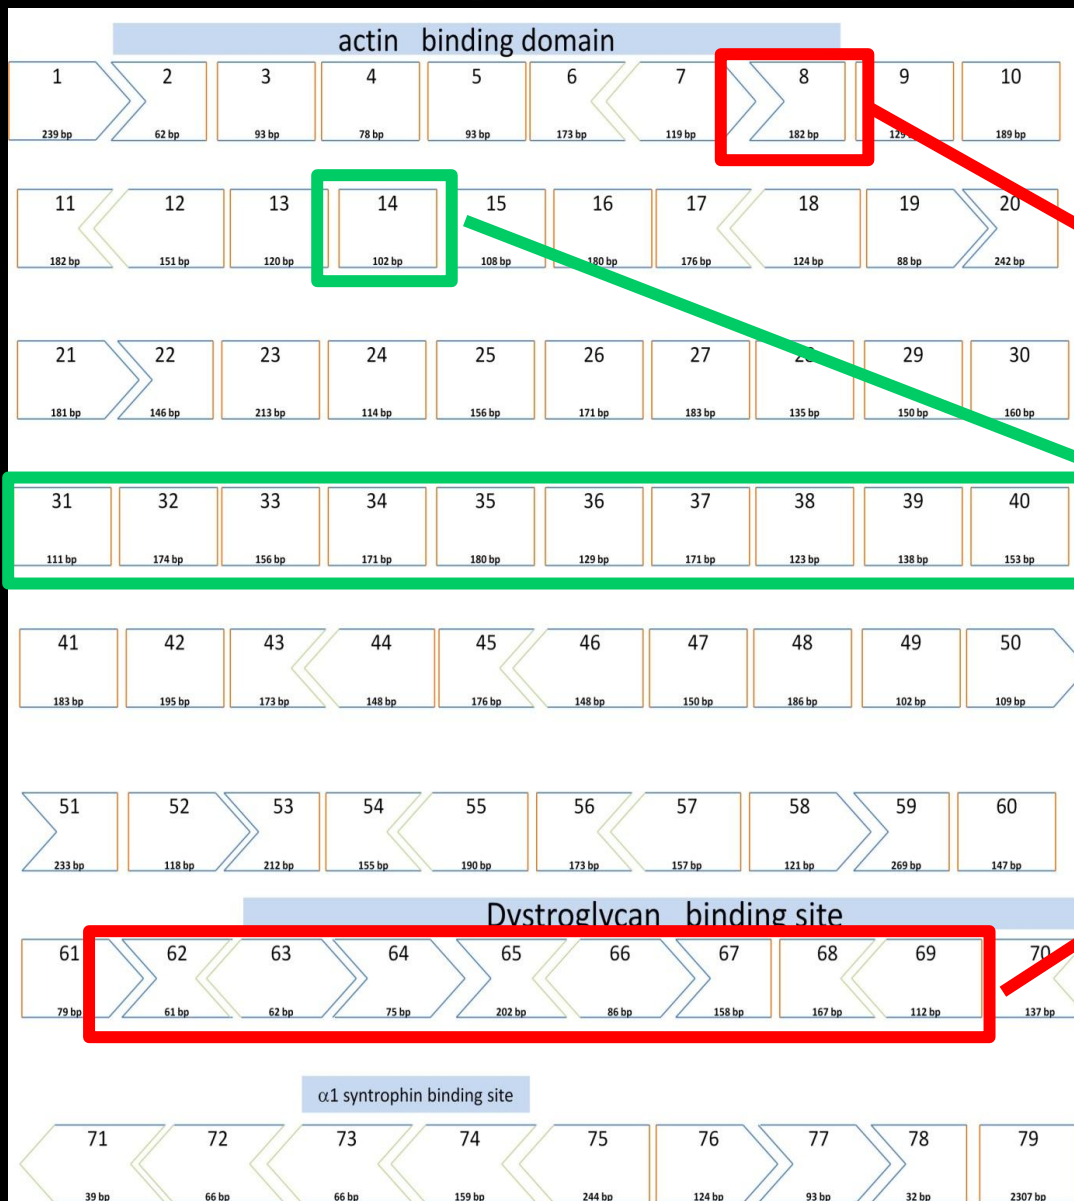 actin binding domain
1 2 3 4 5 6 7 8 9 10
239 bp 62 bp 93 bp 78 bp 93 bp 173 bp 119 bp 182 bp 129 bp 189 bp
11 12 13 14 15 16 17 18 19 20
182 bp 151 bp 120 bp 102 bp 108 bp 180 bp 176 bp 124 bp 88 bp 242 bp
21 22 23 24 25 26 27 28 29 30
181 bp 146 bp 213 bp 114 bp 156 bp 171 bp 183 bp 135 bp 150 bp 160 bp
31 32 33 34 35 36 37 38 39 40
111 bp 174 bp 156 bp 171 bp 180 bp 129 bp 171 bp 123 bp 138 bp 153 bp
41 42 43 44 45 46 47 48 49 50
183 bp 195 bp 173 bp 148 bp 176 bp 148 bp 150 bp 186 bp 102 bp 109 bp
51 52 53 54 55 56 57 58 59 60
233 bp 118 bp 212 bp 155 bp 190 bp 173 bp 157 bp 121 bp 269 bp 147 bp
Dystroglycan binding site
61 62 63 64 65 66 67 68 69 70
79 bp 61 bp 62 bp 75 bp 202 bp 86 bp 158 bp 167 bp 112 bp 137 bp
α1 syntrophin binding site
71 72 73 74 75 76 77 78 79
39 bp 66 bp 66 bp 159 bp 244 bp 124 bp 93 bp 32 bp 2307 bp